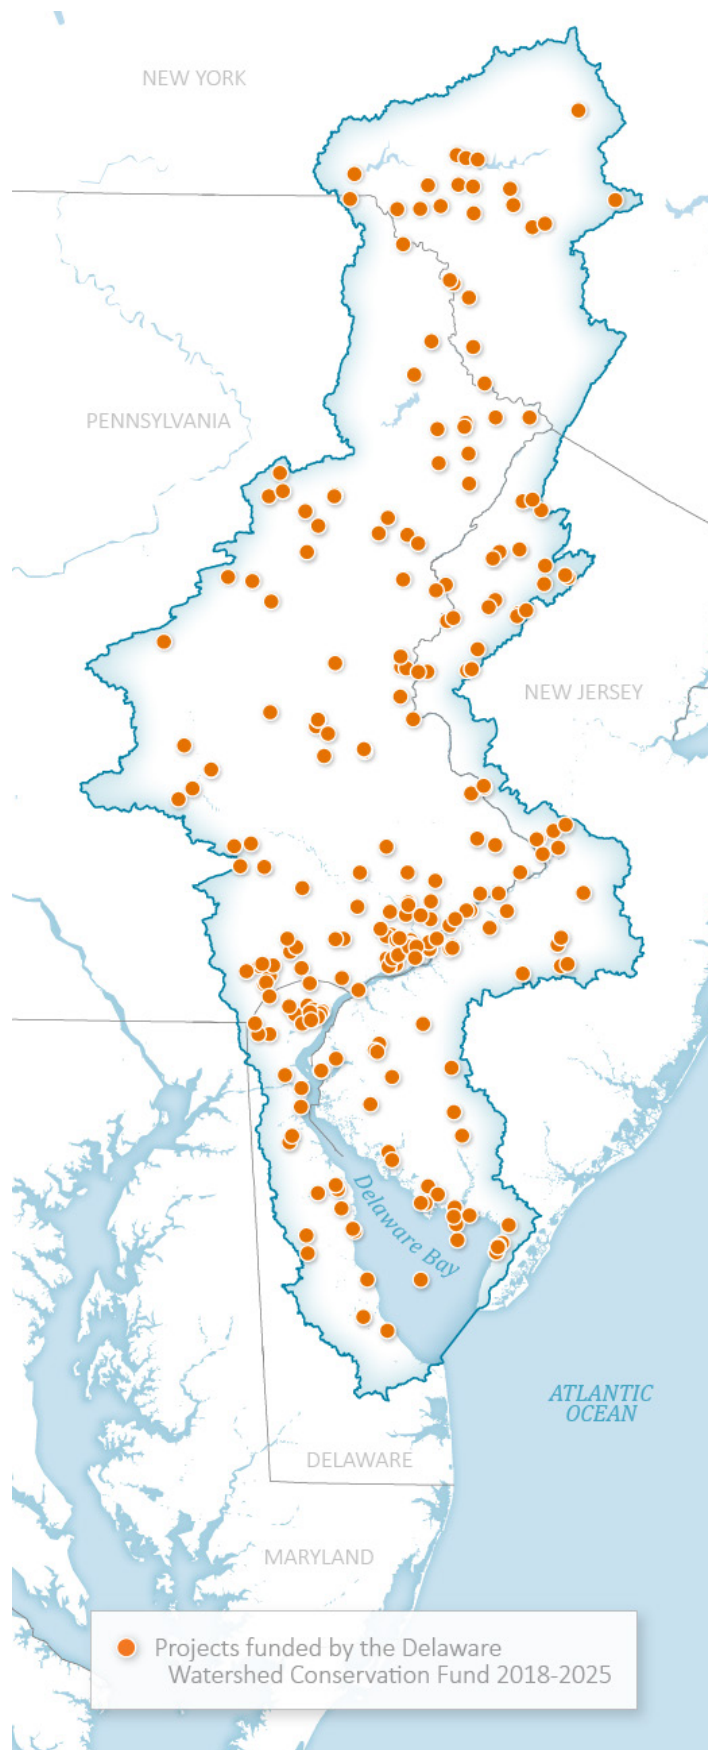 NEW YORK
PENNSYLVANIA
NEW JERSEY
Delaware Bay
ATLANTIC
OCEAN
DELAWARE
MARYLAND
Projects funded by the Delaware
Watershed Conservation Fund 2018-2025